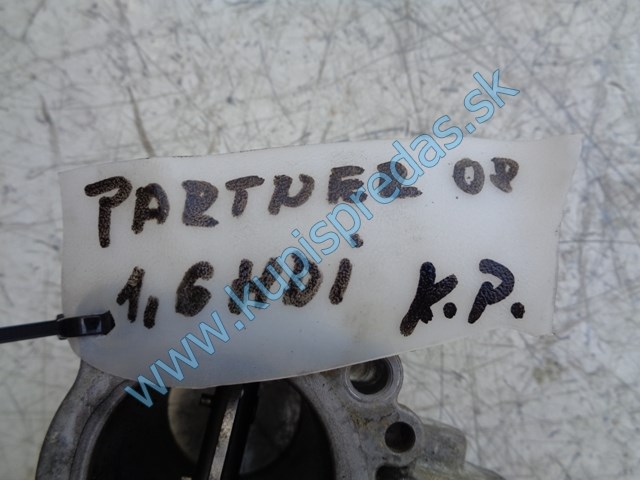 PARTNER 08
1,6 HDI K.P.
www.kupispredas.sk